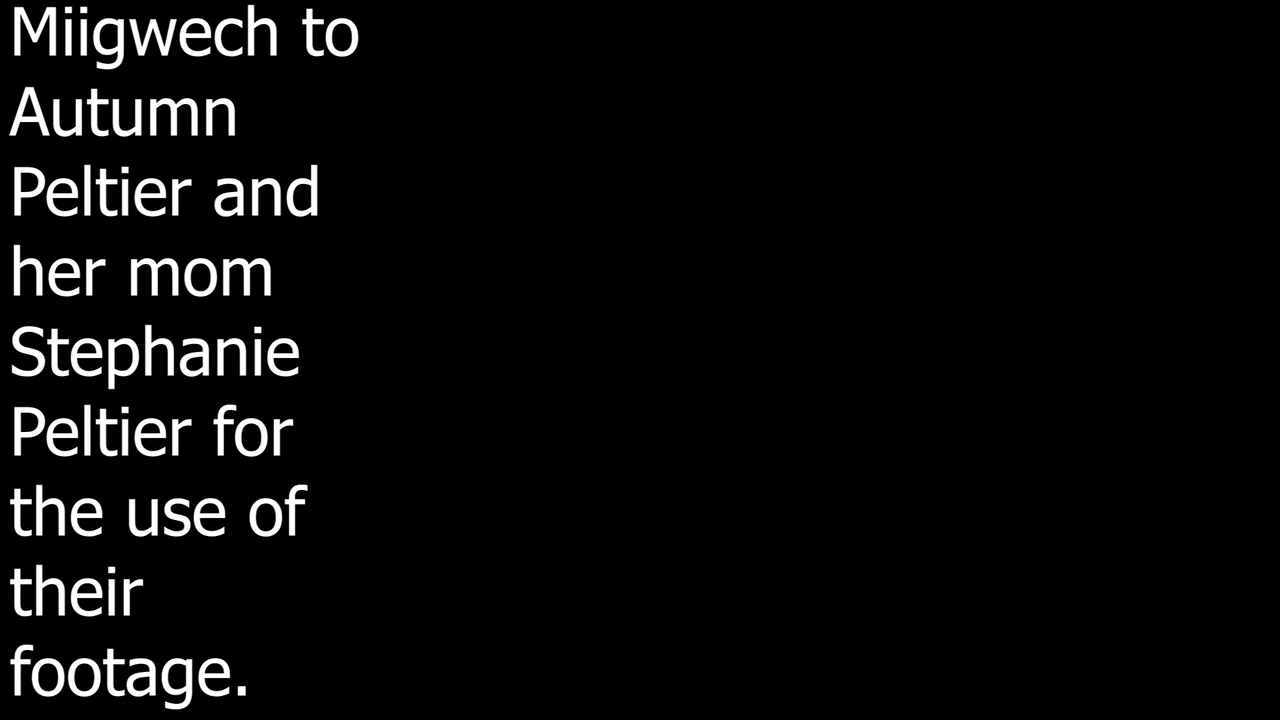 Miigwech to
Autumn
Peltier and
her mom
Stephanie
Peltier for
the use of
their
footage.